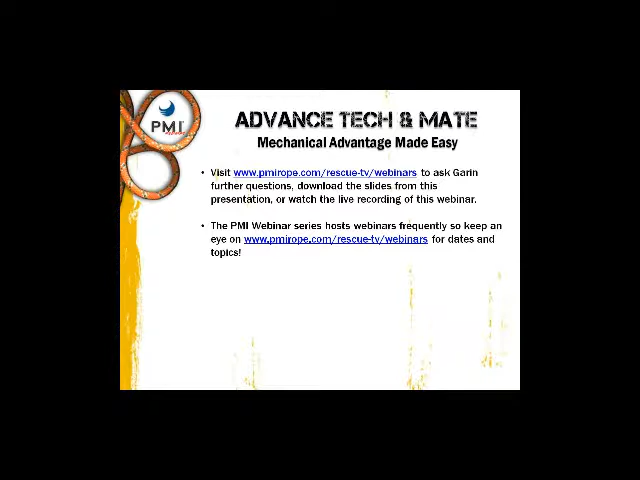 PMI
ADVANCE TECH & MATE
Mechanical Advantage Made Easy
• Visit www.pmirope.com/rescue-tv/webinars to ask Garin
further questions, download the slides from this
presentation, or watch the live recording of this webinar.
• The PMI Webinar series hosts webinars frequently so keep an
eye on www.pmirope.com/rescue-tv/webinars for dates and
topics!